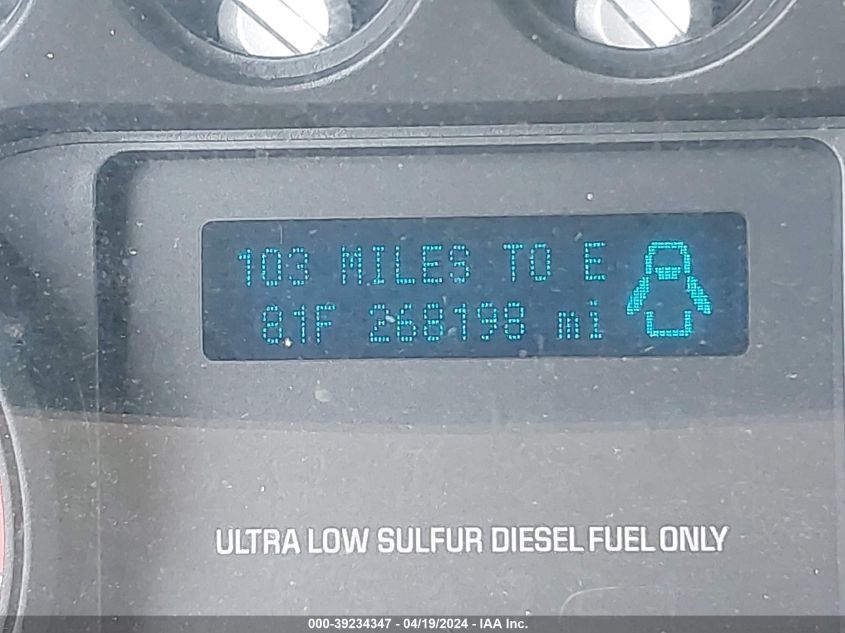 103 MILES TO E
81F 268198 mi
ULTRA LOW SULFUR DIESEL FUEL ONLY
000-39234347 - 04/19/2024 - IAA Inc.